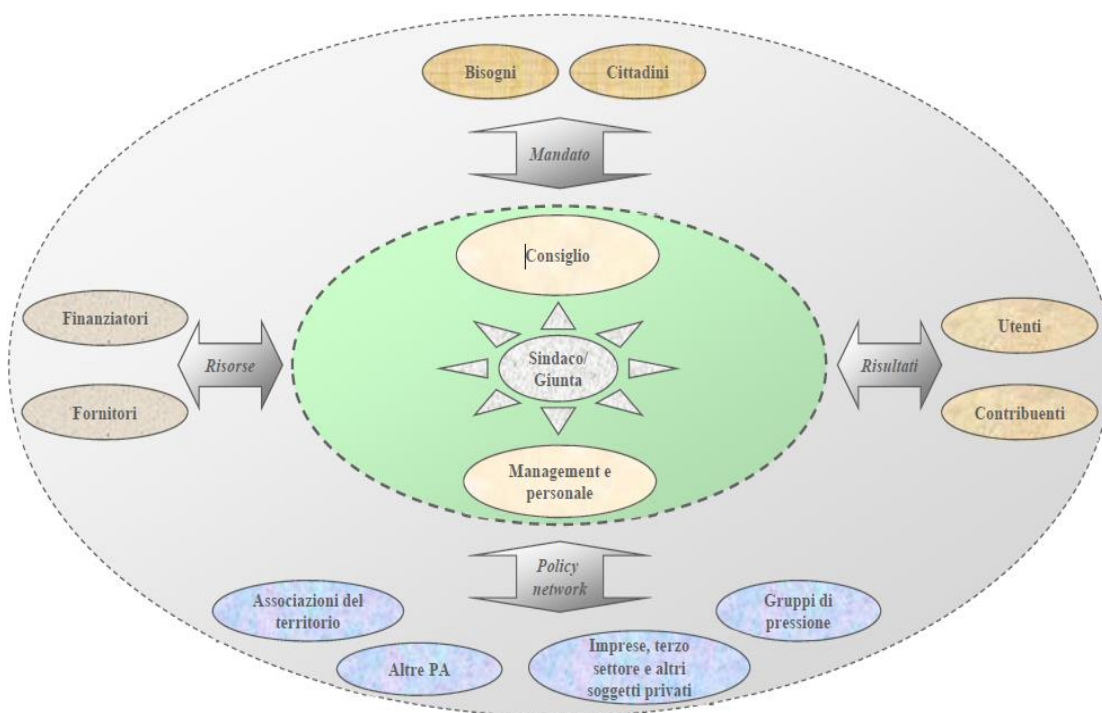 Bisogni
Cittadini
Mandato
Consiglio
Finanziatori
Risorse
Fornitori
Sindaco/
Giunta
Utenti
Risultati
Contribuenti
Management e
personale
Policy
network
Associazioni del
territorio
Altre PA
Imprese, terzo
settore e altri
soggetti privati
Gruppi di
pressione